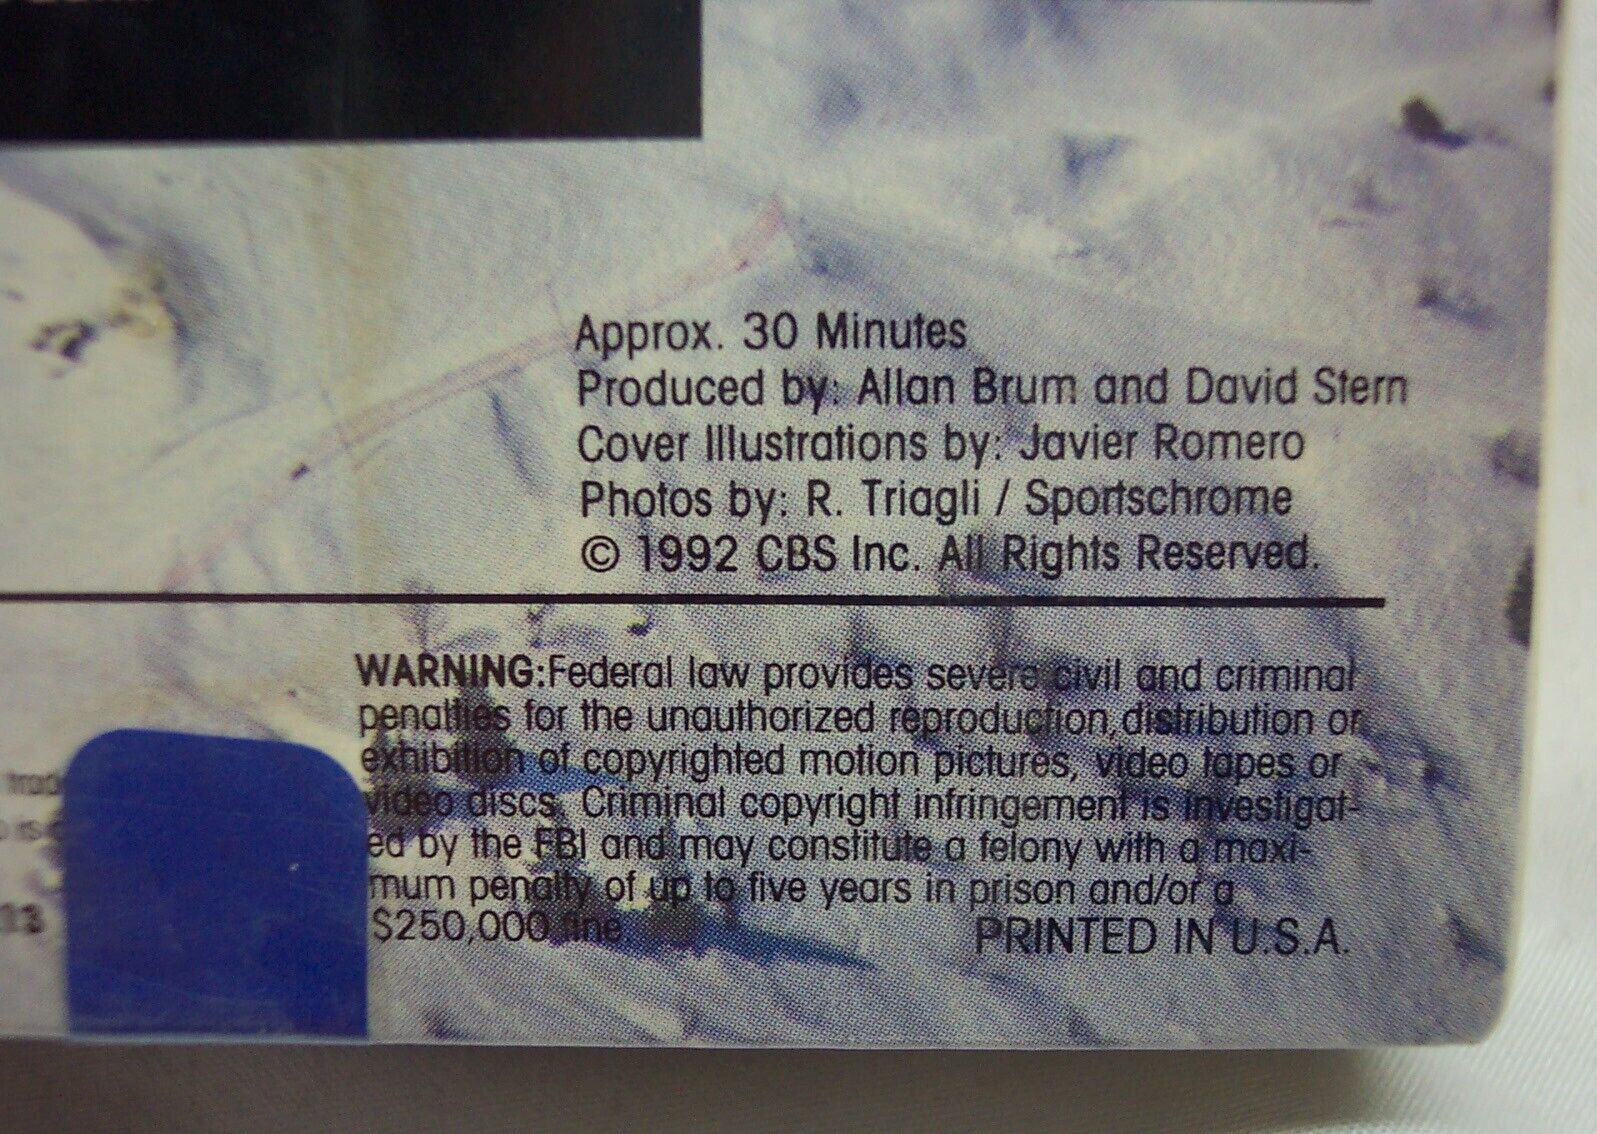 Approx. 30 Minutes
Produced by: Allan Brum and David Stern
Cover Illustrations by: Javier Romero
Photos by: R. Triagli / Sportschrome
© 1992 CBS Inc. All Rights Reserved.
WARNING:Federal law provides severe civil and criminal
penalties for the unauthorized reproduction, distribution or
exhibition of copyrighted motion pictures, video tapes or
video discs. Criminal copyright infringement is investigat-
ed by the FBI and may constitute a felony with a maxi-
mum penalty of up to five years in prison and/or a
$250,000 fine
PRINTED IN U.S.A.